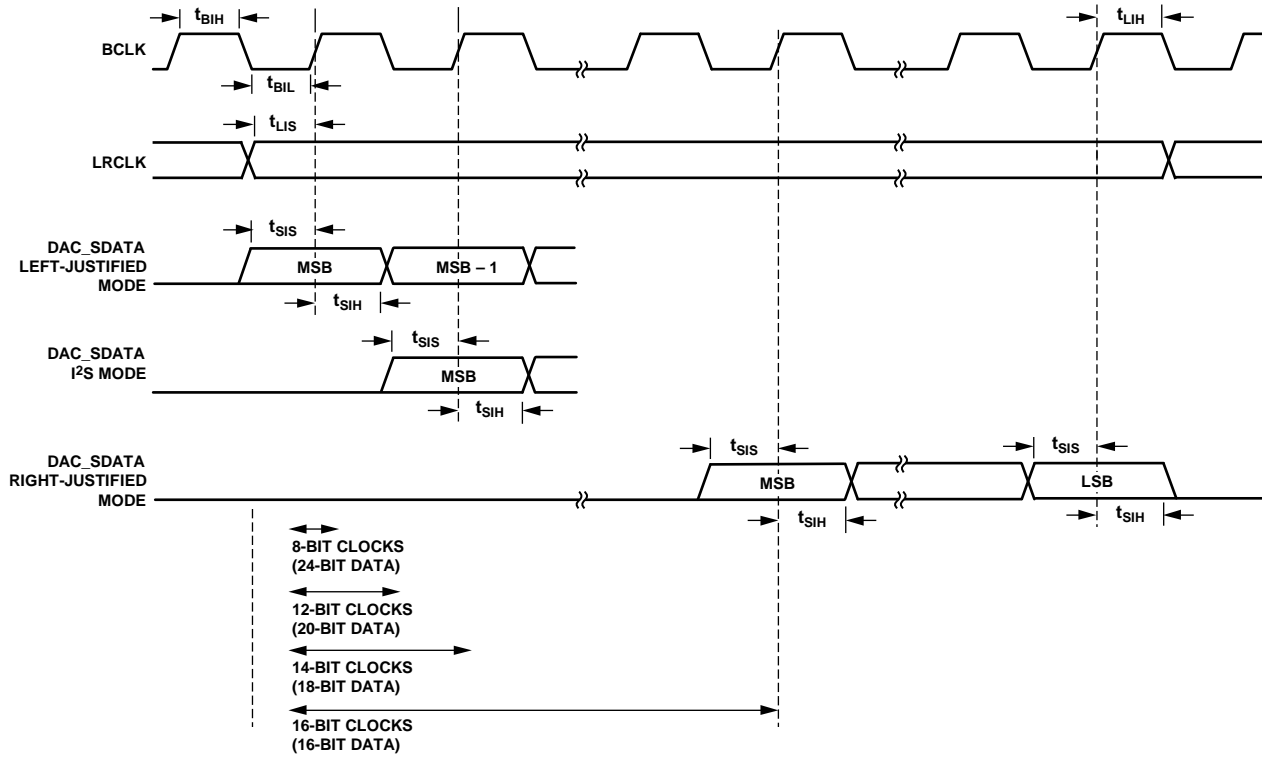 tBIH
tLIH
BCLK
tBIL
tLIS
LRCLK
tSIS
DAC_SDATA
LEFT-JUSTIFIED
MODE
MSB
MSB – 1
tSIH
tSIS
DAC_SDATA
I²S MODE
MSB
tSIH
tSIS
tSIS
DAC_SDATA
RIGHT-JUSTIFIED
MODE
MSB
LSB
tSIH
tSIH
8-BIT CLOCKS
(24-BIT DATA)
12-BIT CLOCKS
(20-BIT DATA)
14-BIT CLOCKS
(18-BIT DATA)
16-BIT CLOCKS
(16-BIT DATA)